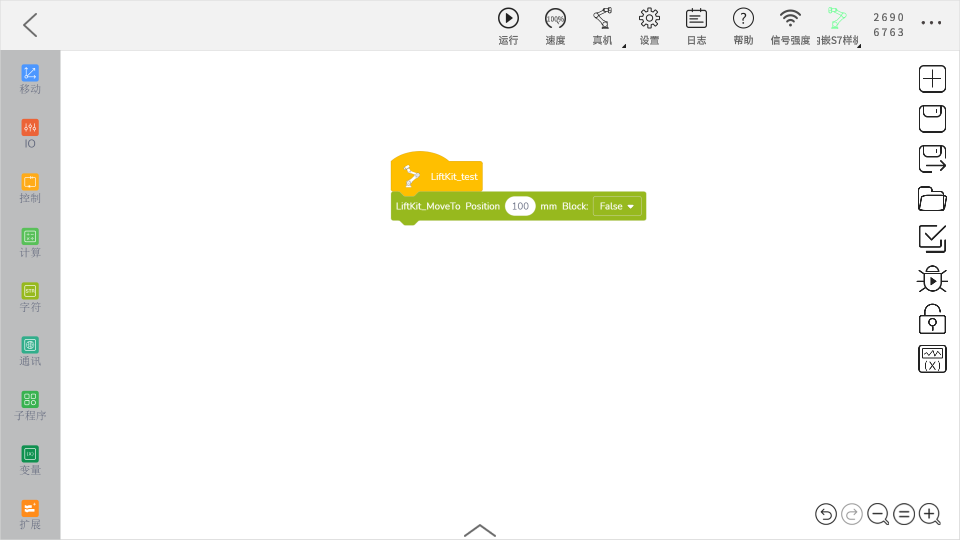 100%
运行
速度
真机
设置
日志
帮助
信号强度
嵌S7样机
2690
6763
移动
IO
控制
计算
STR
字符
通讯
子程序
(X)
变量
扩展
LiftKit_test
LiftKit_MoveTo Position 100 mm Block: False
(X)